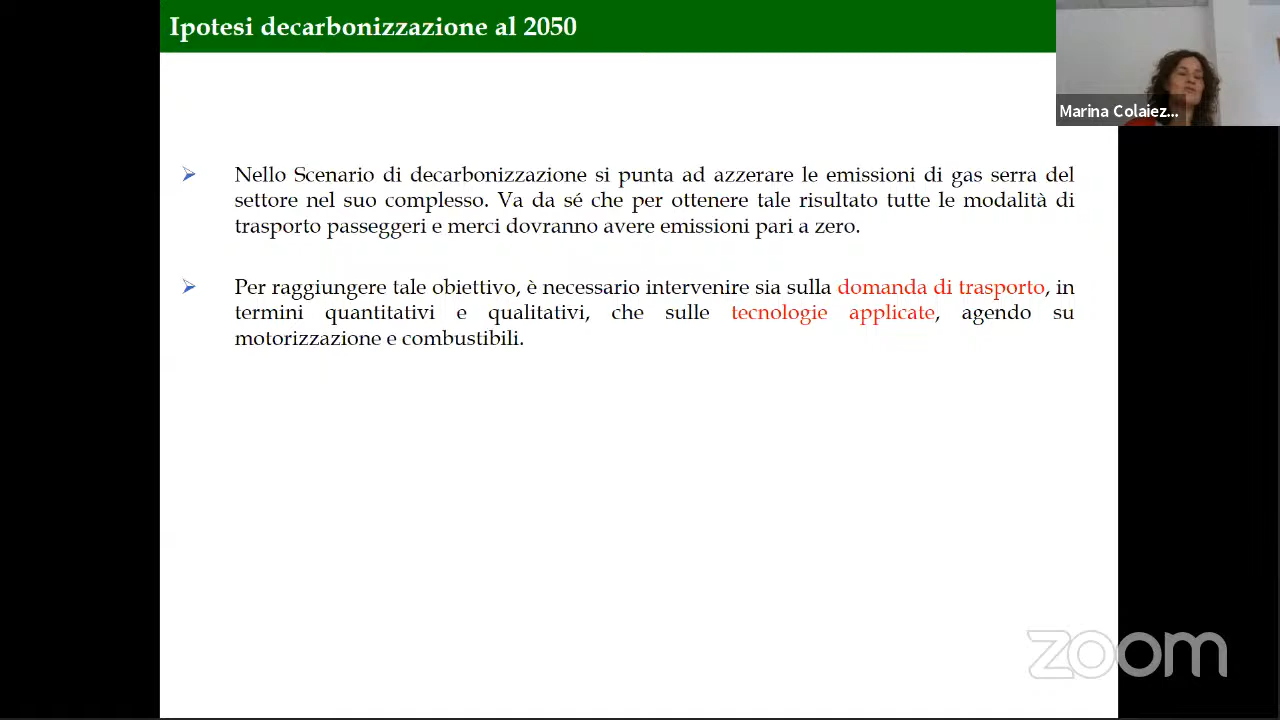 Ipotesi decarbonizzazione al 2050
Marina Colaiez...
Nello Scenario di decarbonizzazione si punta ad azzerare le emissioni di gas serra del
settore nel suo complesso. Va da sé che per ottenere tale risultato tutte le modalità di
trasporto passeggeri e merci dovranno avere emissioni pari a zero.
Per raggiungere tale obiettivo, è necessario intervenire sia sulla domanda di trasporto, in
termini quantitativi e qualitativi, che sulle tecnologie applicate, agendo su
motorizzazione e combustibili.
zoom